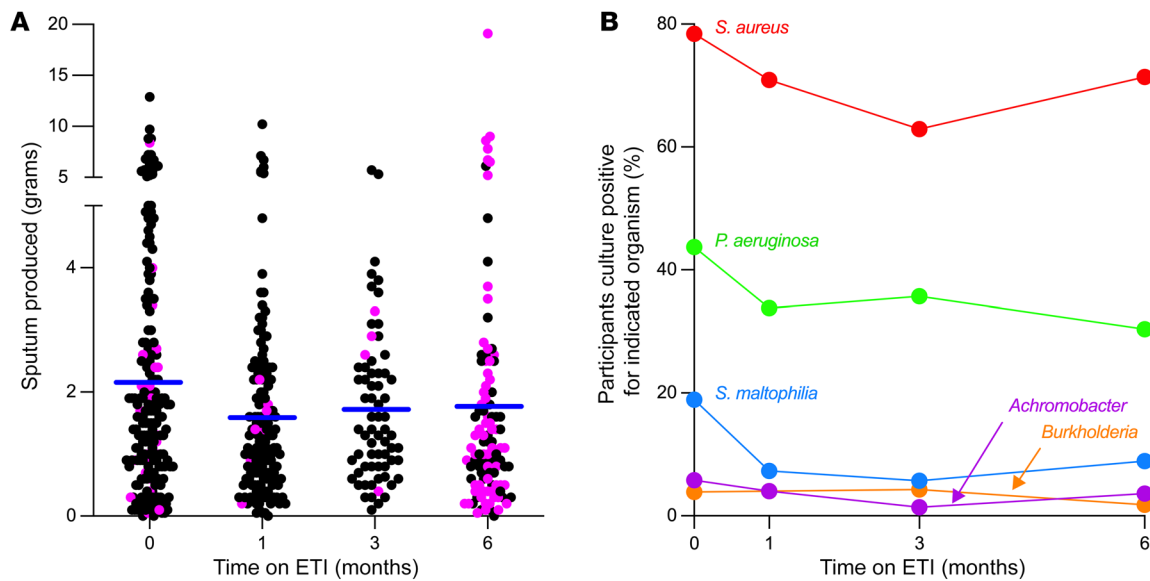 A
20
15
10
5
4
2
0
Sputum produced (grams)
0
1
3
6
Time on ETI (months)
B
80
60
40
20
0
Participants culture positive
for indicated organism (%)
S. aureus
P. aeruginosa
S. maltophilia
Achromobacter
Burkholderia
0
1
3
6
Time on ETI (months)